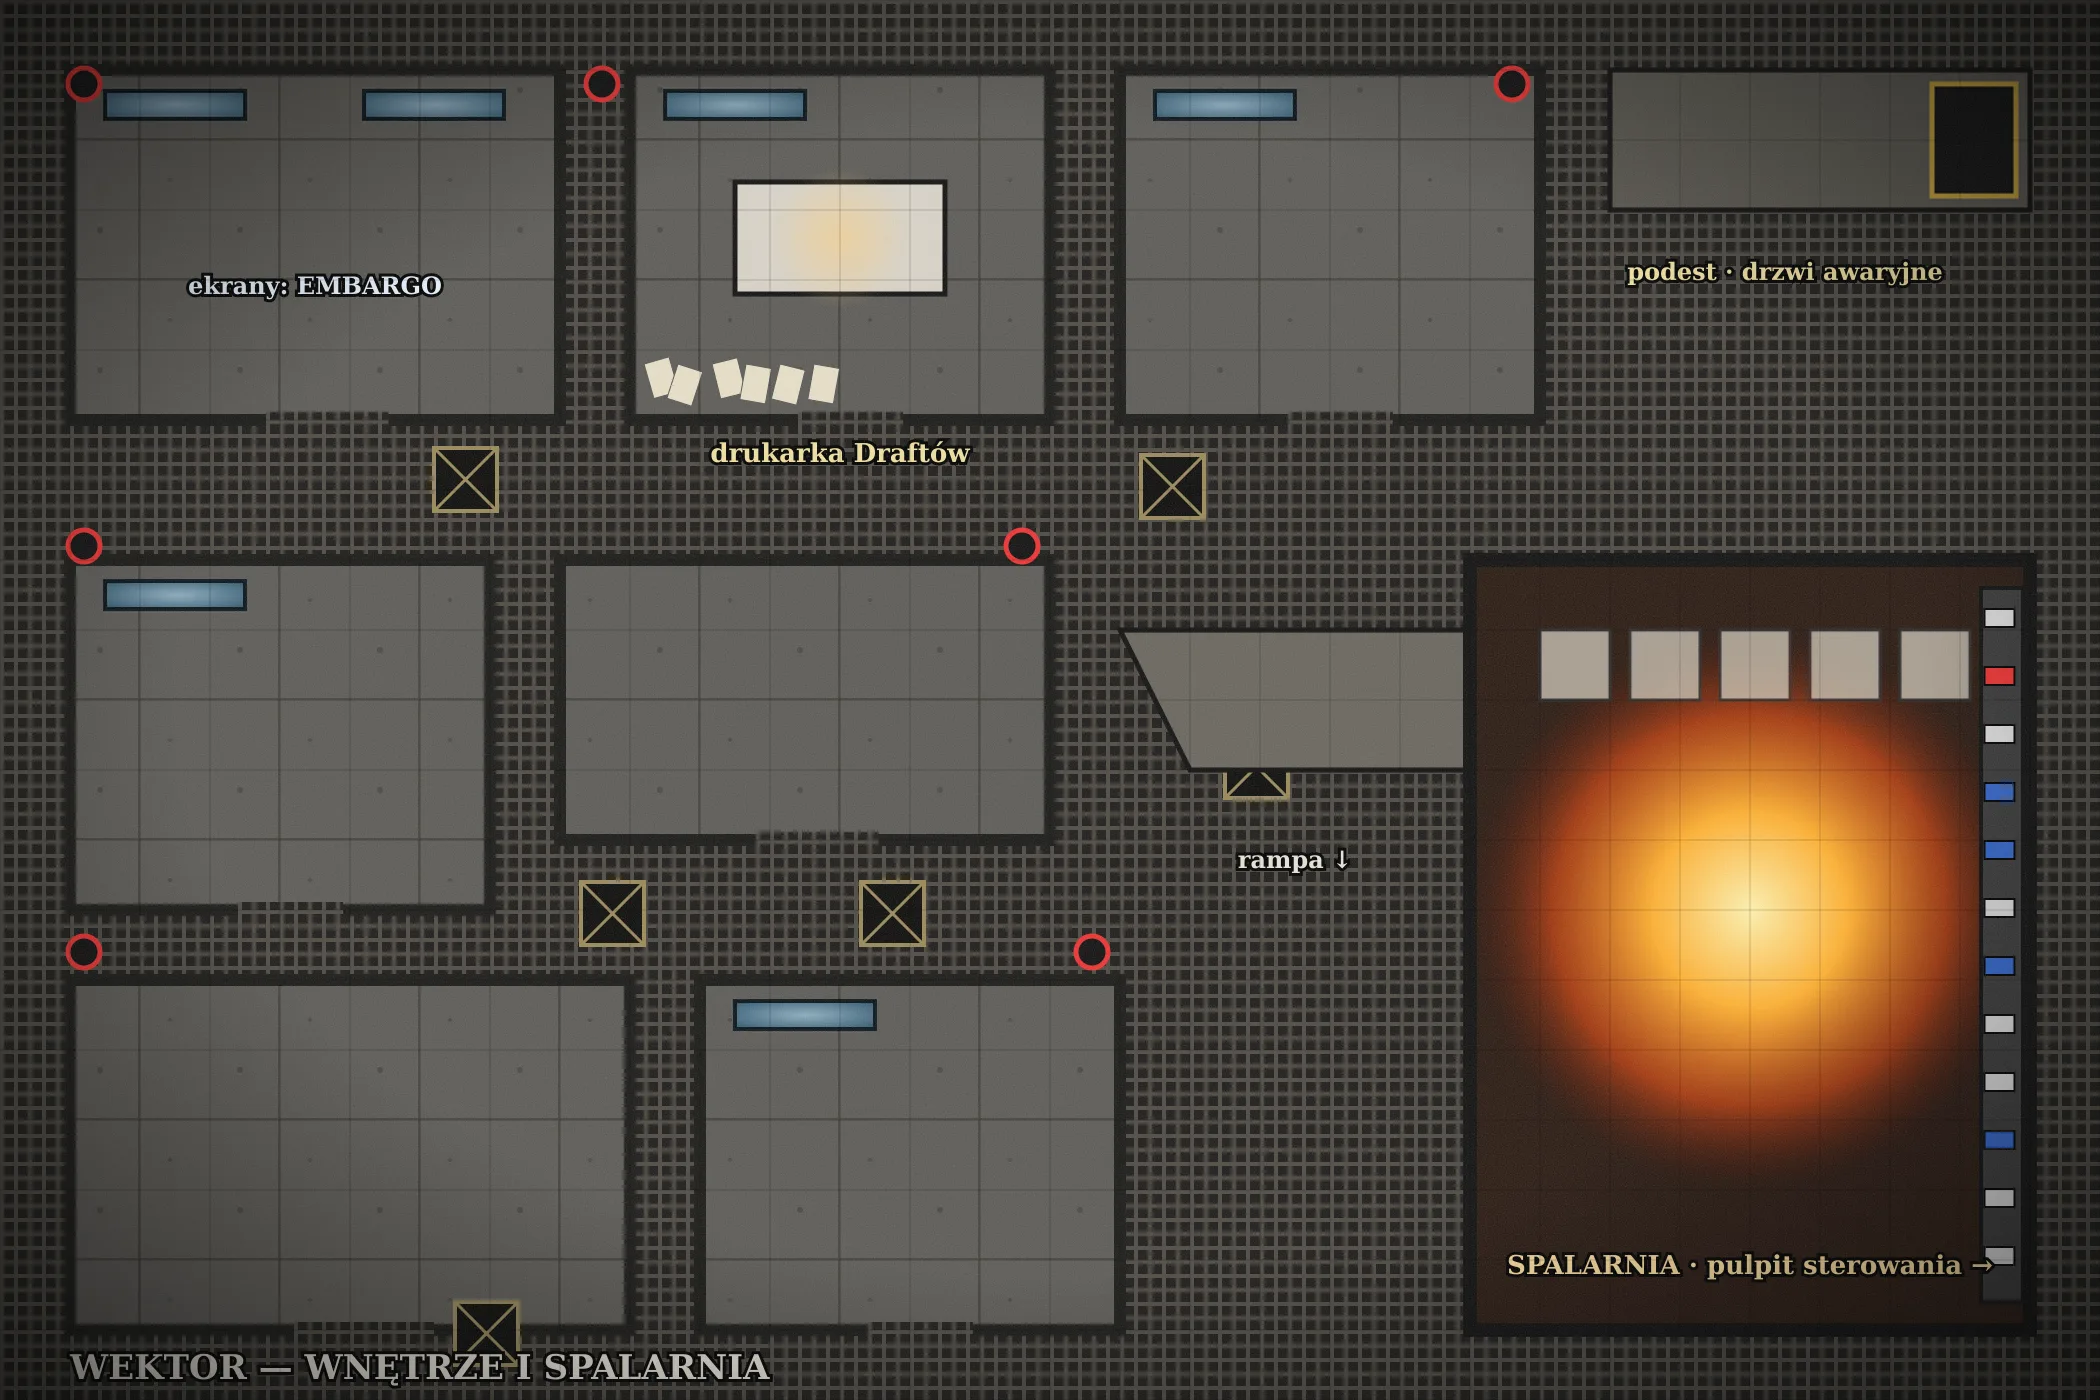 podest · drzwi awaryjne
ekrany: EMBARGO
drukarka Draftów
rampa ↓
SPALARNIA · pulpit sterowania →
WEKTOR — WNĘTRZE I SPALARNIA